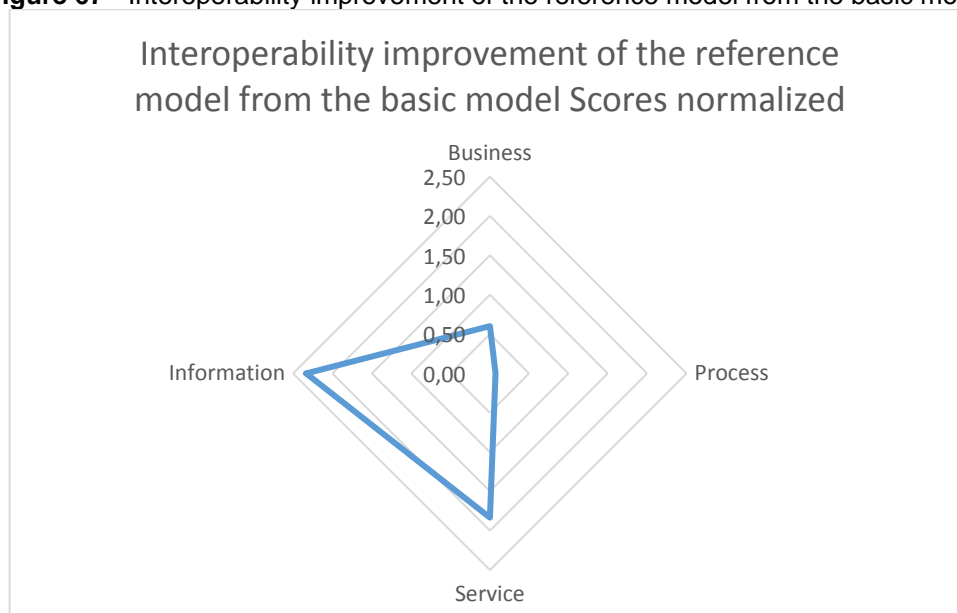 Interoperability improvement of the reference
model from the basic model Scores normalized
Business
2,50
2,00
1,50
1,00
0,50
0,00
Information
Process
Service